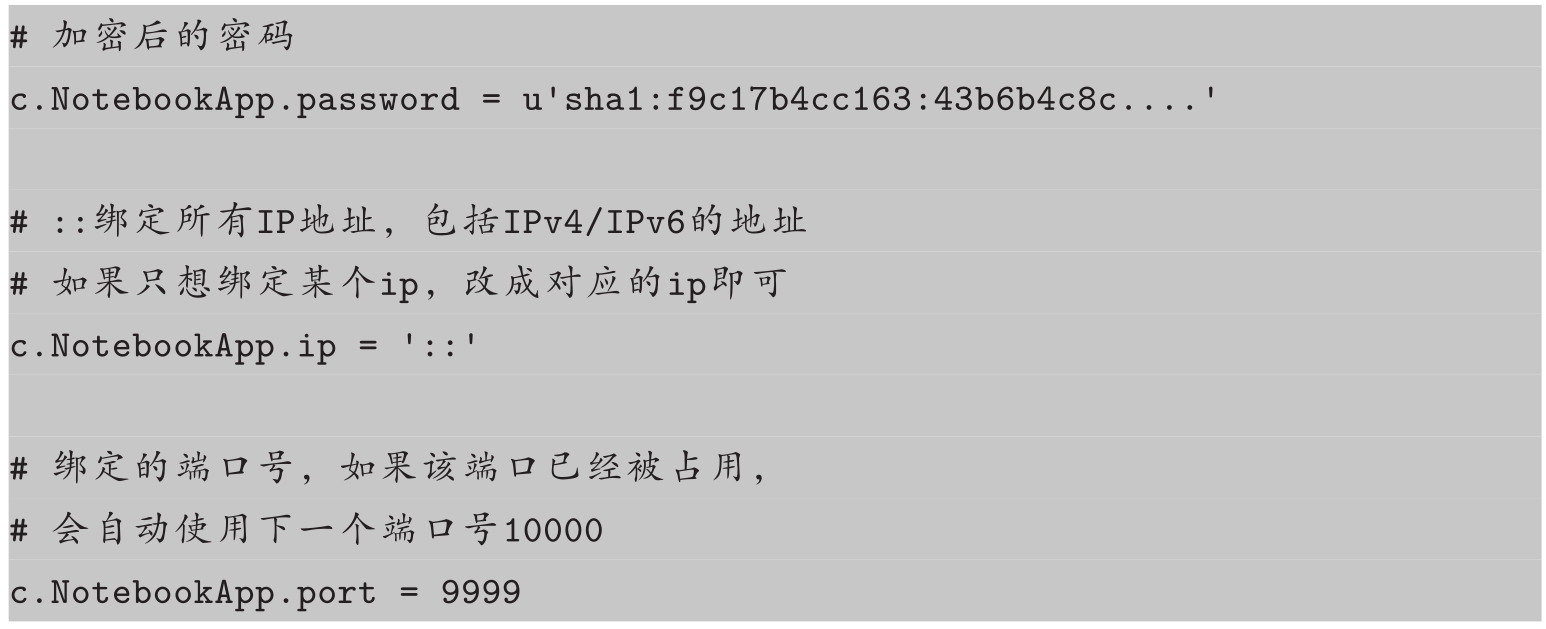 # 加密后的密码
c.NotebookApp.password = u'sha1:f9c17b4cc163:43b6b4c8c....'
# ::绑定所有IP地址，包括IPv4/IPv6的地址
# 如果只想绑定某个ip，改成对应的ip即可
c.NotebookApp.ip = '::'
# 绑定的端口号，如果该端口已经被占用，
# 会自动使用下一个端口号10000
c.NotebookApp.port = 9999